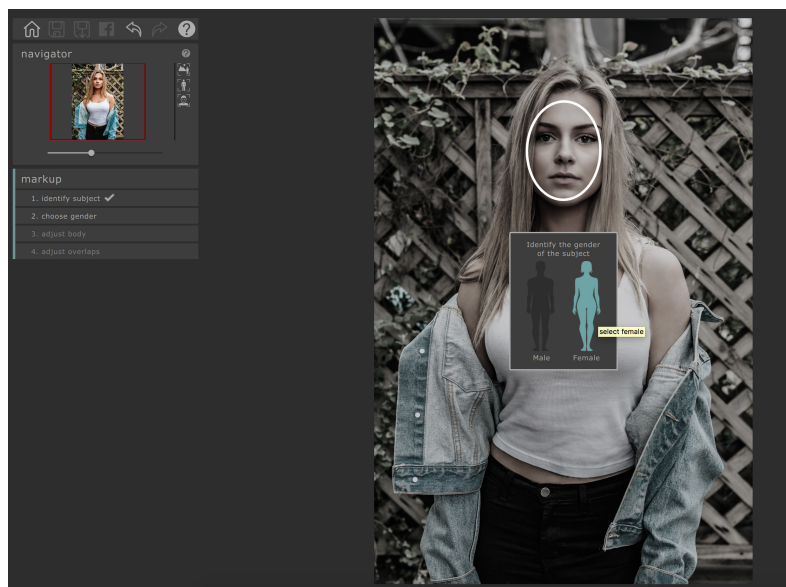 navigator
markup
1. identify subject
2. choose gender
3. adjust body
4. adjust overlaps
Identify the gender
of the subject
select female
Male Female